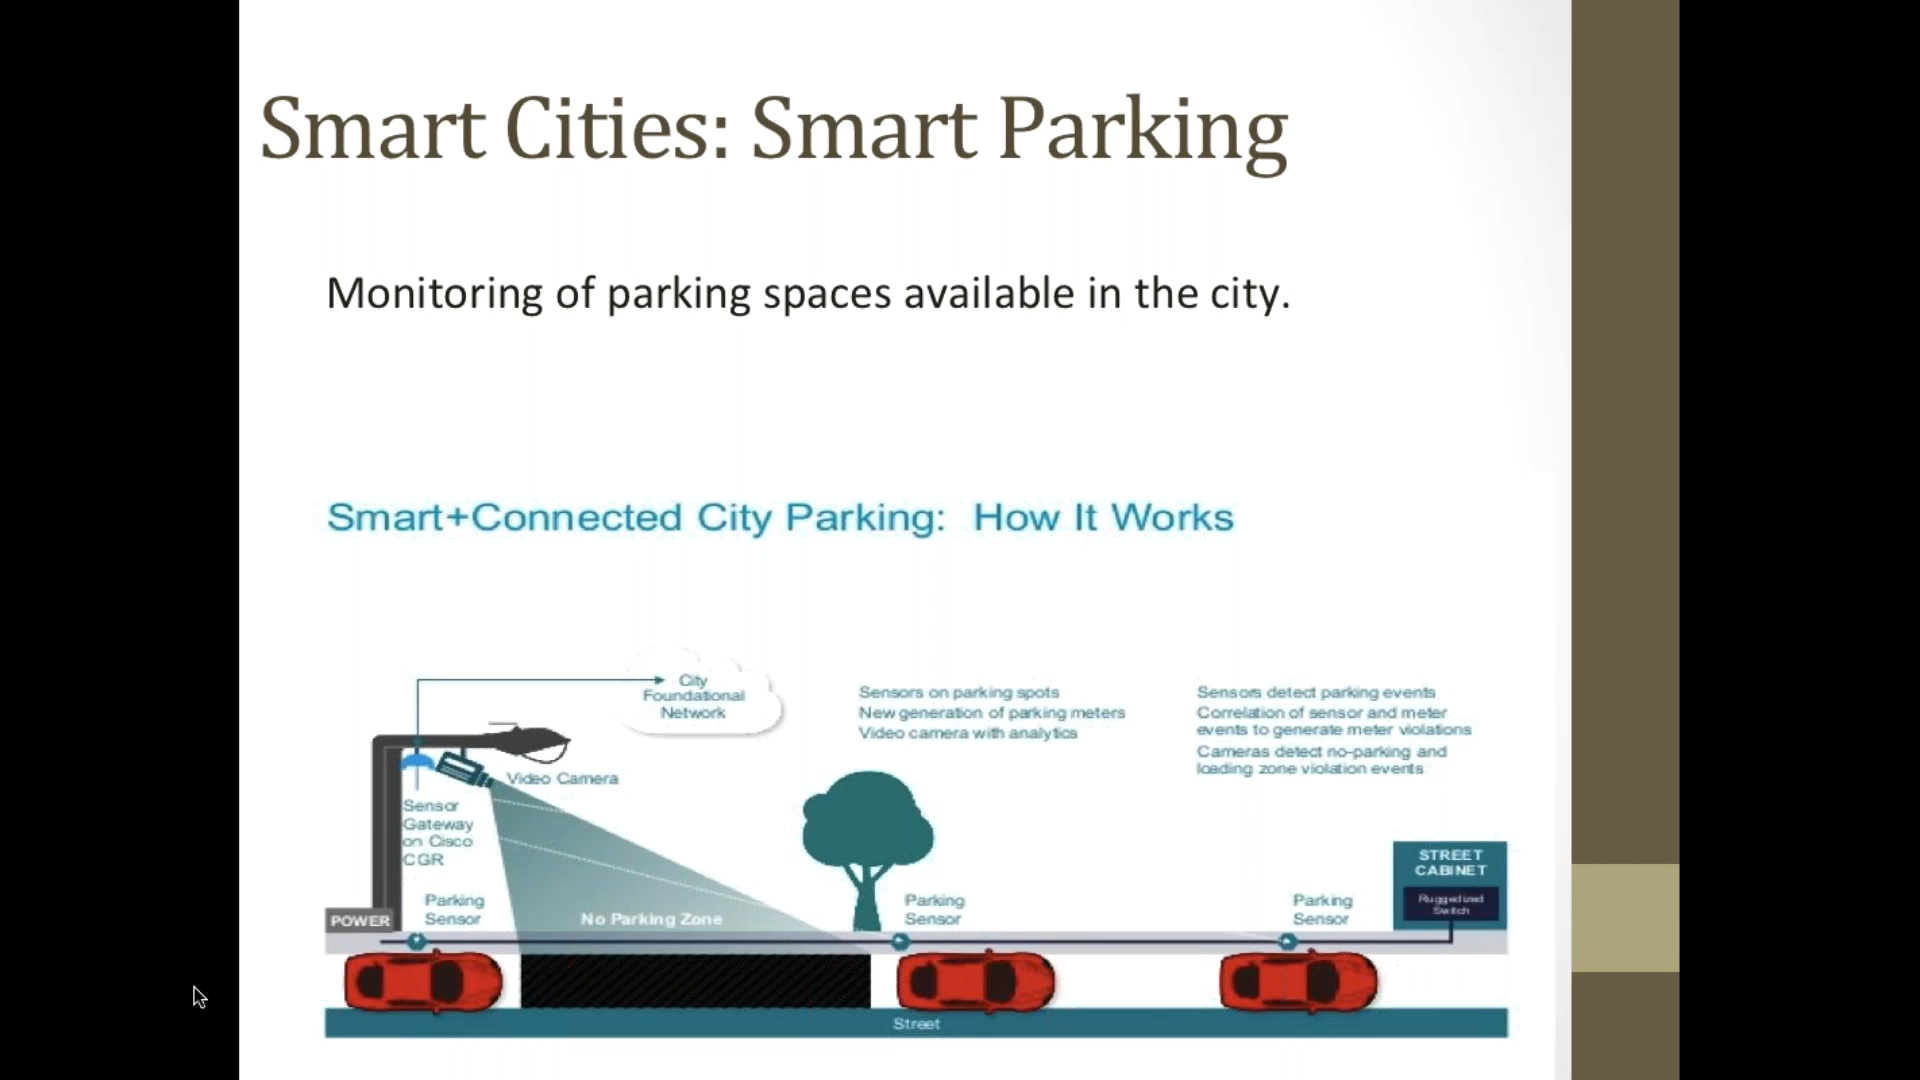 Smart Cities: Smart Parking
Monitoring of parking spaces available in the city.
Smart+Connected City Parking: How It Works
City
Foundational
Network
Sensors on parking spots
New generation of parking meters
Video camera with analytics
Sensors detect parking events
Correlation of sensor and meter
events to generate meter violations
Cameras detect no-parking and
loading zone violation events
Video Camera
Sensor
Gateway
on Cisco
CGR
STREET
CABINET
Ruggedized
Switch
POWER
Parking
Sensor
No Parking Zone
Parking
Sensor
Parking
Sensor
Street